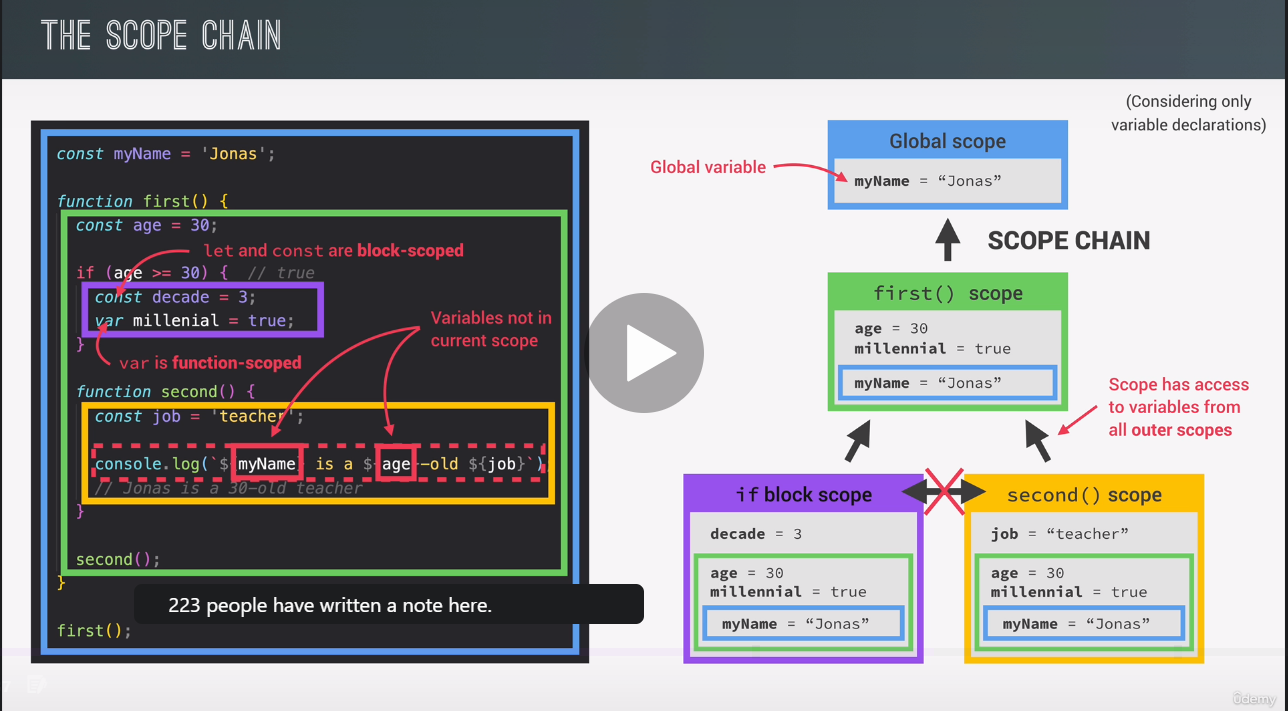 THE SCOPE CHAIN
const myName = 'Jonas';
function first() {
const age = 30;
let and const are block-scoped
if (age >= 30) { // true
const decade = 3;
var millenial = true;
}
var is function-scoped
Variables not in
current scope
function second() {
const job = 'teacher';
console.log(`${myName} is a ${age}-old ${job}`)
// Jonas is a 30-old teacher
}
second();
}
223 people have written a note here.
first();
(Considering only
variable declarations)
Global variable
Global scope
myName = “Jonas”
SCOPE CHAIN
first() scope
age = 30
millennial = true
myName = “Jonas”
Scope has access
to variables from
all outer scopes
if block scope
decade = 3
age = 30
millennial = true
myName = “Jonas”
second() scope
job = “teacher”
age = 30
millennial = true
myName = “Jonas”
ûdemy